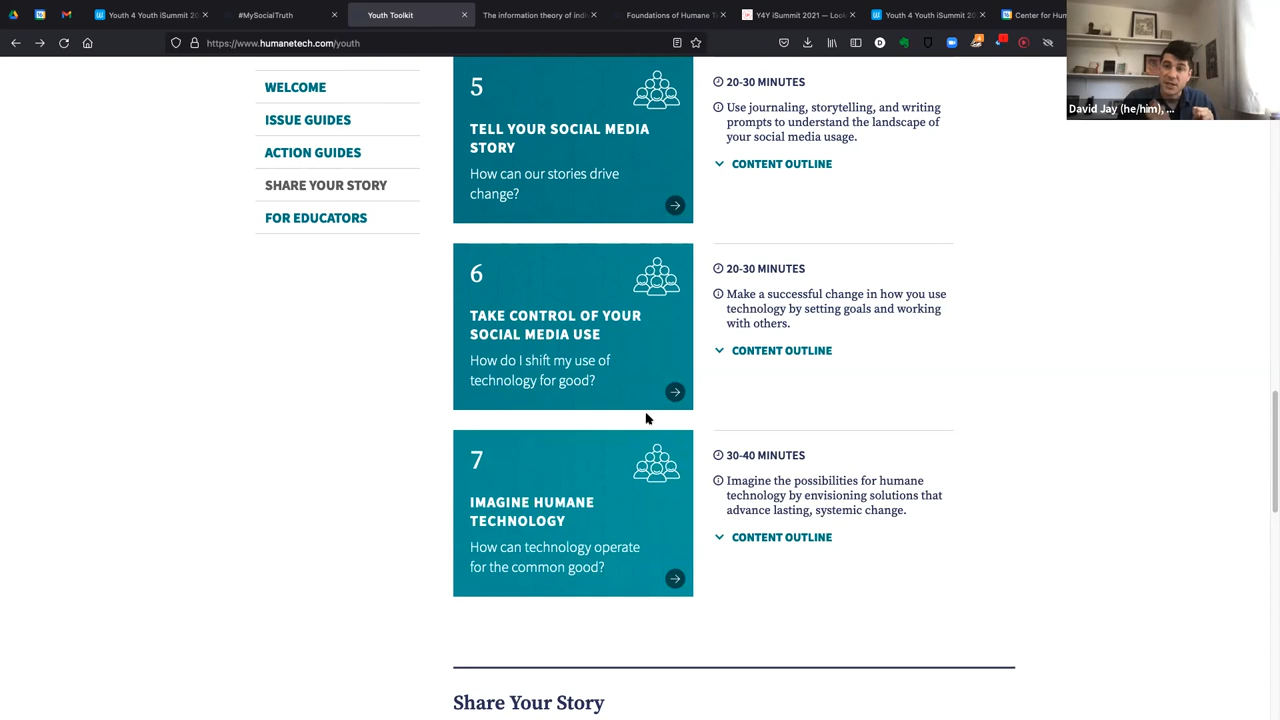 Youth 4 Youth iSummit 20
#MySocialTruth
Youth Toolkit
The information theory of ind
Foundations of Humane T
Y4Y iSummit 2021 — Loo
Youth 4 Youth iSummit 20
Center for Hum
https://www.humanetech.com/youth
David Jay (he/him), ...
WELCOME
ISSUE GUIDES
ACTION GUIDES
SHARE YOUR STORY
FOR EDUCATORS
5
TELL YOUR SOCIAL MEDIA
STORY
How can our stories drive
change?
20-30 MINUTES
Use journaling, storytelling, and writing
prompts to understand the landscape of
your social media usage.
CONTENT OUTLINE
6
TAKE CONTROL OF YOUR
SOCIAL MEDIA USE
How do I shift my use of
technology for good?
20-30 MINUTES
Make a successful change in how you use
technology by setting goals and working
with others.
CONTENT OUTLINE
7
IMAGINE HUMANE
TECHNOLOGY
How can technology operate
for the common good?
30-40 MINUTES
Imagine the possibilities for humane
technology by envisioning solutions that
advance lasting, systemic change.
CONTENT OUTLINE
Share Your Story